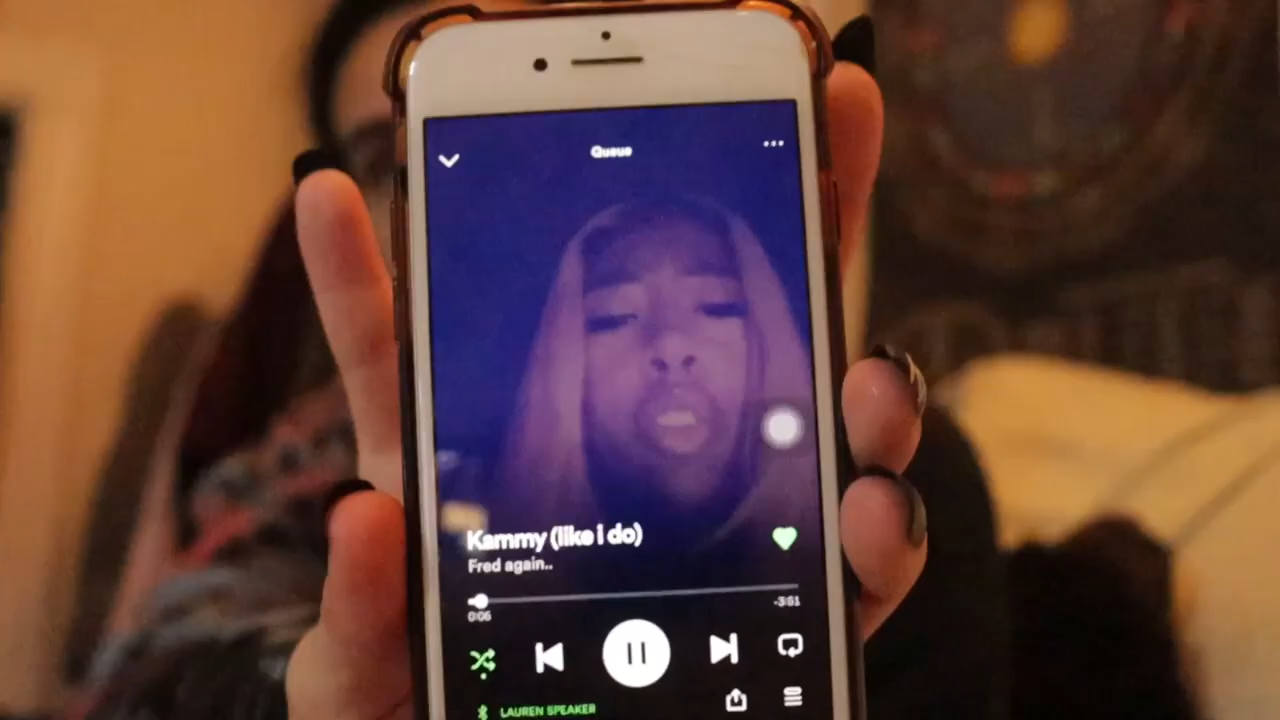 Queue
Kammy (like i do)
Fred again..
0:06
-3:51
LAUREN SPEAKER